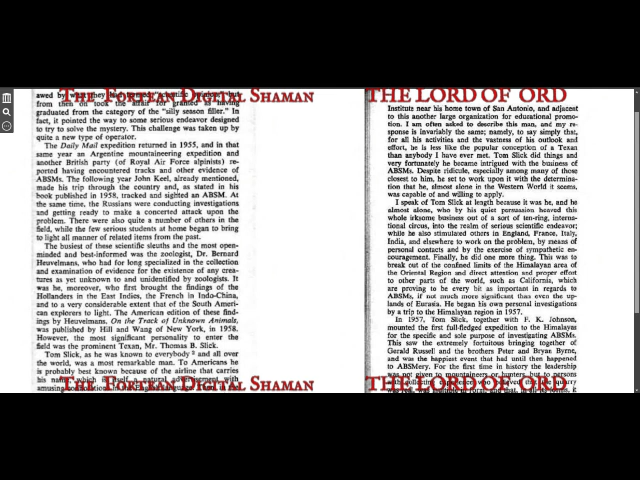 THE FORTEAN DIGITAL SHAMAN
from then on took the affair for granted as having
graduated from the category of the "silly season filler." In
fact, it pointed the way to some serious endeavor designed
to try to solve the mystery. This challenge was taken up by
quite a new type of operator.
The Daily Mail expedition returned in 1955, and in that
same year an Argentine mountaineering expedition and
another British party (of Royal Air Force alpinists) re-
ported having encountered tracks and other evidence of
ABSMs. The following year John Keel, already mentioned,
made his trip through the country and, as stated in his
book published in 1958, tracked and sighted an ABSM. At
the same time, the Russians were conducting investigations
and getting ready to make a concerted attack upon the
problem. There were also quite a number of others in the
field, while the few serious students at home began to bring
to light all manner of related items from the past.
The busiest of these scientific sleuths and the most open-
minded and best-informed was the zoologist, Dr. Bernard
Heuvelmans, who had for long specialized in the collection
and examination of evidence for the existence of any crea-
tures as yet unknown to and unidentified by zoologists. It
was he, moreover, who first brought the findings of the
Hollanders in the East Indies, the French in Indo-China,
and to a very considerable extent that of the South Ameri-
can explorers to light. The American edition of these find-
ings by Heuvelmans, On the Track of Unknown Animals,
was published by Hill and Wang of New York, in 1958.
However, the most significant personality to enter the
field was the prominent Texan, Mr. Thomas B. Slick.
Tom Slick, as he was known to everybody and all over
the world, was a most remarkable man. To Americans he
is probably best known because of the airline that carries
his name which is itself a natural advertisement with
THE FORTEAN DIGITAL SHAMAN
THE LORD OF ORD
Institute near his home town of San Antonio, and adjacent
to this another large organization for educational promo-
tion. I am often asked to describe this man, and my re-
sponse is invariably the same; namely, to say simply that,
for all his activities and the vastness of his outlook and
effort, he is less like the popular conception of a Texan
than anybody I have ever met. Tom Slick did things and
very fortunately he became intrigued with the business of
ABSMs. Despite ridicule, especially among many of those
closest to him, he set to work upon it with the determina-
tion that he, almost alone in the Western World it seems,
was capable of and willing to apply.
I speak of Tom Slick at length because it was he, and he
almost alone, who by his quiet persuasion heaved this
whole irksome business out of a sort of ten-ring, interna-
tional circus, into the realm of serious scientific endeavor;
while he also stimulated others in England, France, Italy,
India, and elsewhere to work on the problem, by means of
personal contacts and by the exercise of sympathetic en-
couragement. Finally, he did one more thing. This was to
break out of the confined limits of the Himalayan area of
the Oriental Region and direct attention and proper effort
to other parts of the world, such as California, which
are proving to be every bit as important in regards to
ABSMs, if not much more significant than even the up-
lands of Eurasia. He began his own personal investigations
by a trip to the Himalayan region in 1957.
In 1957, Tom Slick, together with F. K. Johnson,
mounted the first full-fledged expedition to the Himalayas
for the specific and sole purpose of investigating ABSMs.
This saw the extremely fortuitous bringing together of
Gerald Russell and the brothers Peter and Bryan Byrne,
and was the happiest event that had until then happened
to ABSMery. For the first time in history the leadership
was not given to mountaineers or hunters, but to persons
THE LORD OF ORD